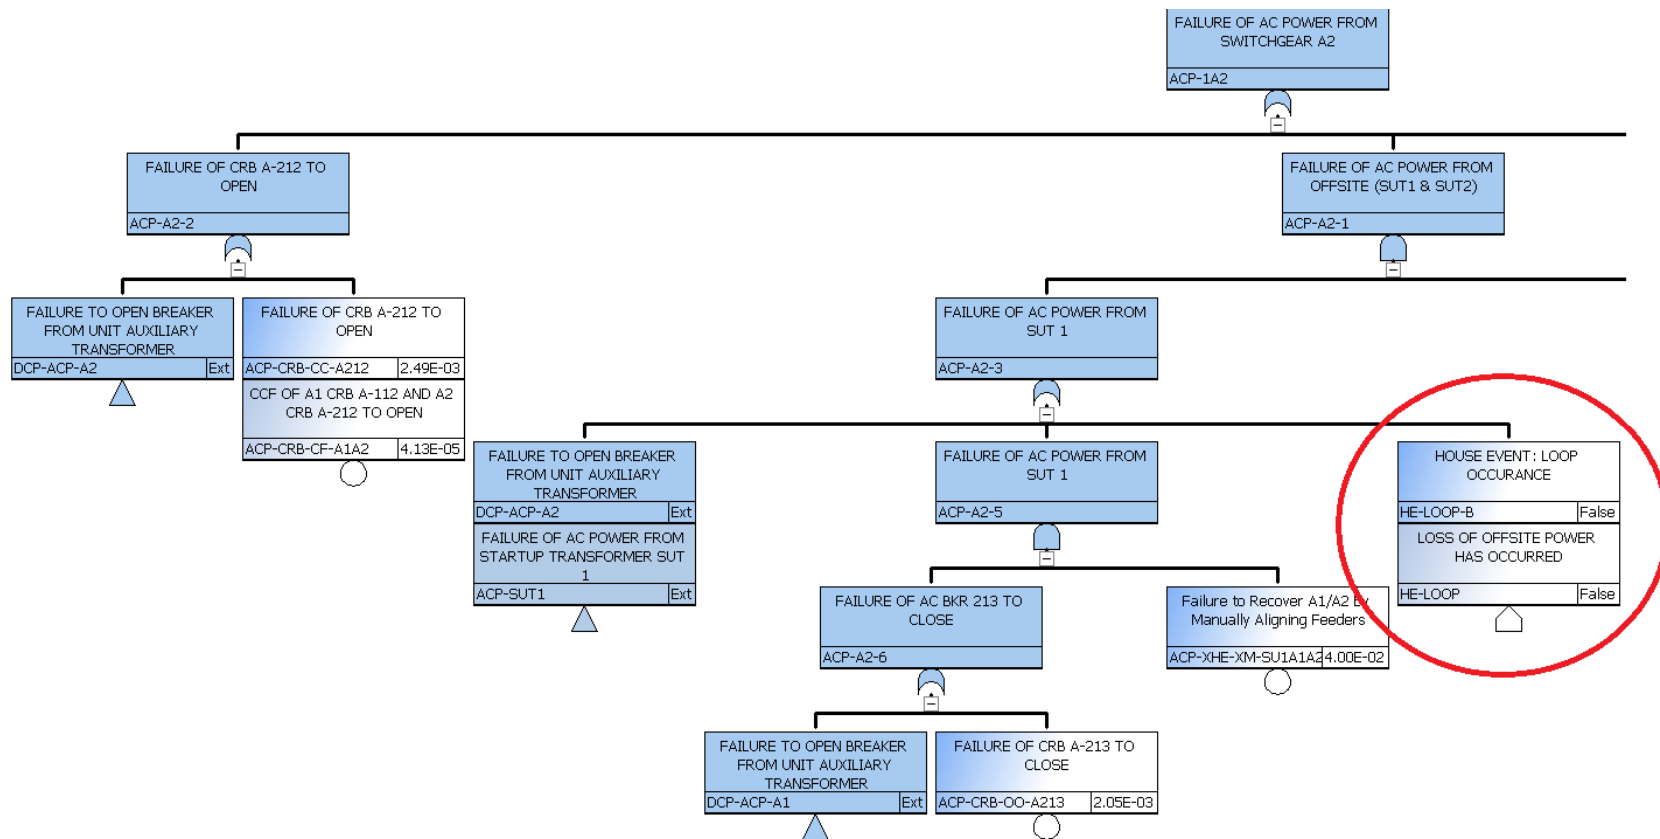 FAILURE OF AC POWER FROM
SWITCHGEAR A2
ACP-1A2
FAILURE OF CRB A-212 TO
OPEN
ACP-A2-2
FAILURE OF AC POWER FROM
OFFSITE (SUT1 & SUT2)
ACP-A2-1
FAILURE TO OPEN BREAKER
FROM UNIT AUXILIARY
TRANSFORMER
DCP-ACP-A2 Ext
FAILURE OF CRB A-212 TO
OPEN
ACP-CRB-CC-A212 2.49E-03
CCF OF A1 CRB A-112 AND A2
CRB A-212 TO OPEN
ACP-CRB-CF-A1A2 4.13E-05
FAILURE OF AC POWER FROM
SUT 1
ACP-A2-3
FAILURE TO OPEN BREAKER
FROM UNIT AUXILIARY
TRANSFORMER
DCP-ACP-A2 Ext
FAILURE OF AC POWER FROM
STARTUP TRANSFORMER SUT
1
ACP-SUT1 Ext
FAILURE OF AC POWER FROM
SUT 1
ACP-A2-5
HOUSE EVENT: LOOP
OCCURANCE
HE-LOOP-B False
LOSS OF OFFSITE POWER
HAS OCCURRED
HE-LOOP False
FAILURE OF AC BKR 213 TO
CLOSE
ACP-A2-6
Failure to Recover A1/A2 By
Manually Aligning Feeders
ACP-XHE-XM-SU1A1A2 4.00E-02
FAILURE TO OPEN BREAKER
FROM UNIT AUXILIARY
TRANSFORMER
DCP-ACP-A1 Ext
FAILURE OF CRB A-213 TO
CLOSE
ACP-CRB-OO-A213 2.05E-03